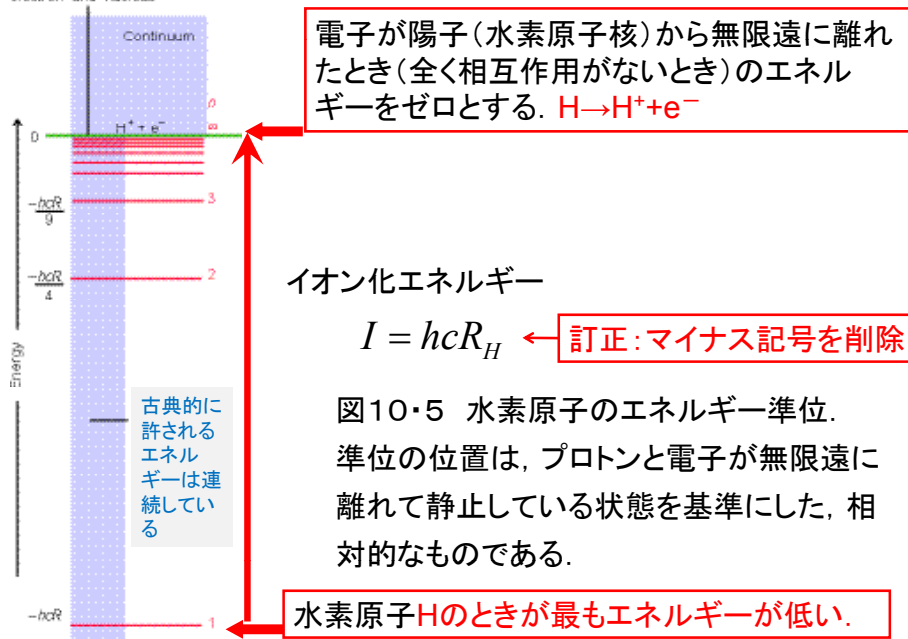 Continuum
電子が陽子（水素原子核）から無限遠に離れ
たとき（全く相互作用がないとき）のエネル
ギーをゼロとする. H→H⁺+e⁻
H⁺ + e⁻
∞
0
3
-hcR/9
2
-hcR/4
イオン化エネルギー
I = hcR_H ← 訂正：マイナス記号を削除
Energy
古典的に
許される
エネル
ギーは連
続してい
る
図10・5 水素原子のエネルギー準位.
準位の位置は, プロトンと電子が無限遠に
離れて静止している状態を基準にした, 相
対的なものである.
-hcR
1
水素原子Hのときが最もエネルギーが低い.